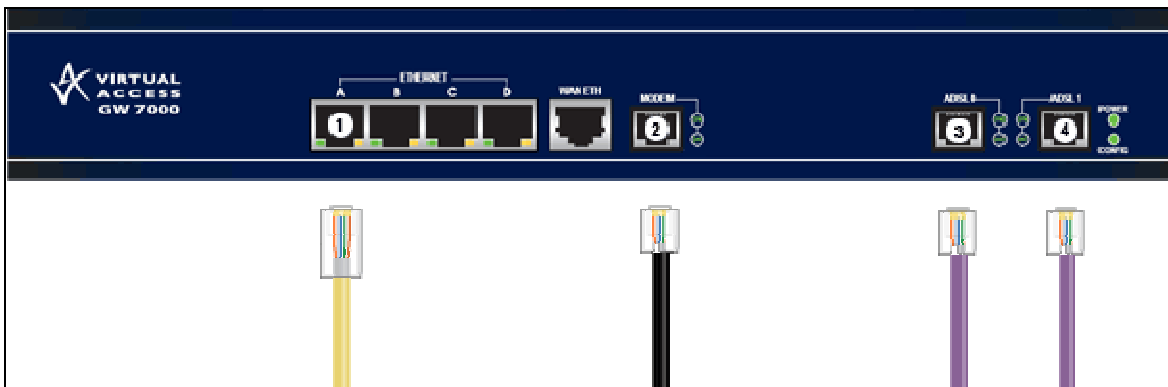 VIRTUAL
ACCESS
GW 7000
ETHERNET
A B C D
WAN ETH
MODEM
ADSL 0
ADSL 1
POWER
CONFIG
1
2
3
4